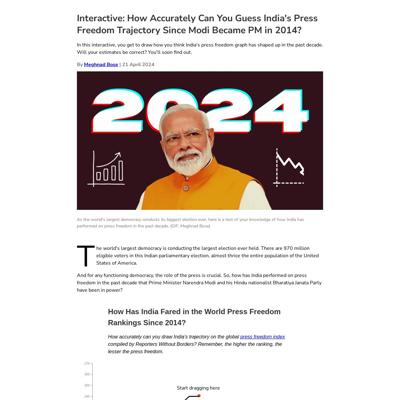 Interactive: How Accurately Can You Guess India's Press
Freedom Trajectory Since Modi Became PM in 2014?
In this interactive, you get to draw how you think India's press freedom graph has shaped up in the past decade.
Will your estimates be correct? You'll soon find out.
By Meghnad Bose | 21 April 2024
2024
As the world's largest democracy conducts its biggest election ever, here is a test of your knowledge of how India has
performed on press freedom in the past decade. (GIF: Meghnad Bose)
The world's largest democracy is conducting the largest election ever held. There are 970 million
eligible voters in this Indian parliamentary election, almost thrice the entire population of the United
States of America.
And for any functioning democracy, the role of the press is crucial. So, how has India performed on
press freedom in the past decade that Prime Minister Narendra Modi and his Hindu nationalist Bharatiya Janata Party
have been in power?
How Has India Fared in the World Press Freedom
Rankings Since 2014?
How accurately can you draw India's trajectory on the global press freedom index
compiled by Reporters Without Borders? Remember, the higher the ranking, the
lesser the press freedom.
Start dragging here